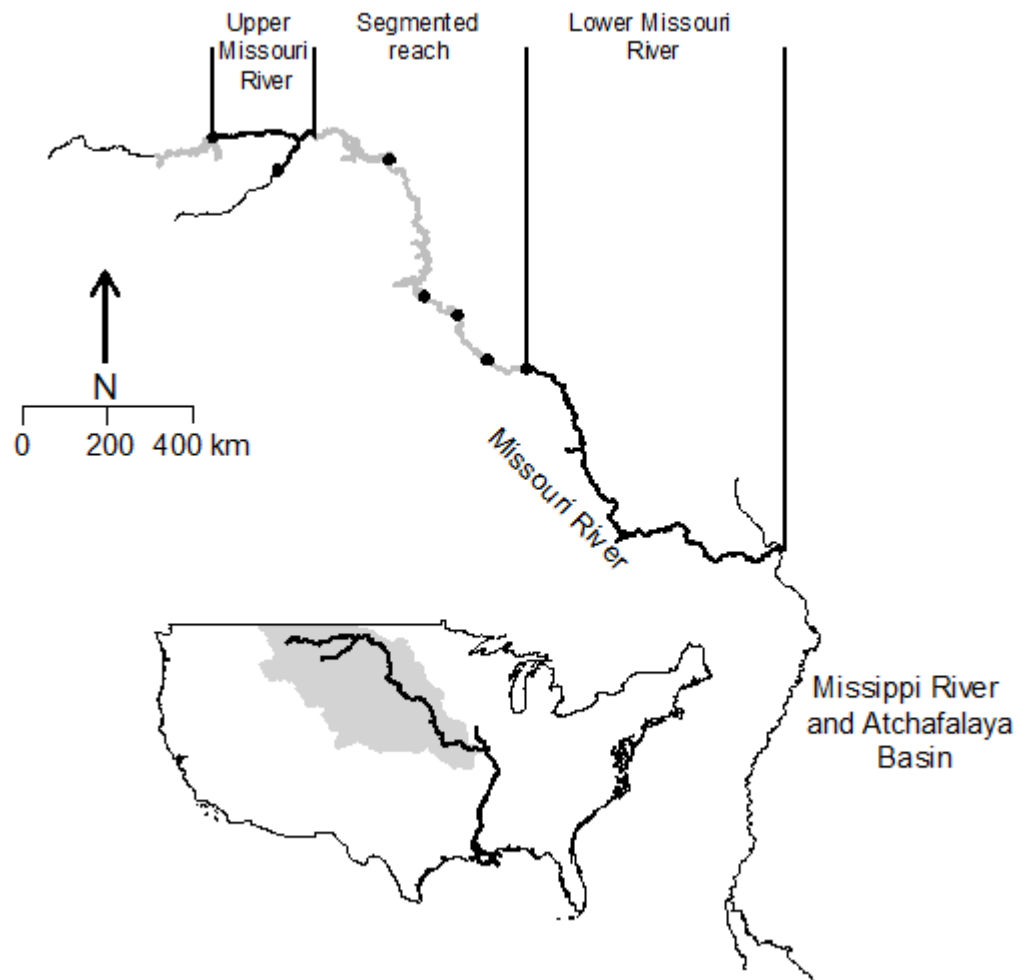 Upper
Missouri
River
Segmented
reach
Lower Missouri
River
N
0 200 400 km
Missouri River
Missippi River
and Atchafalaya
Basin